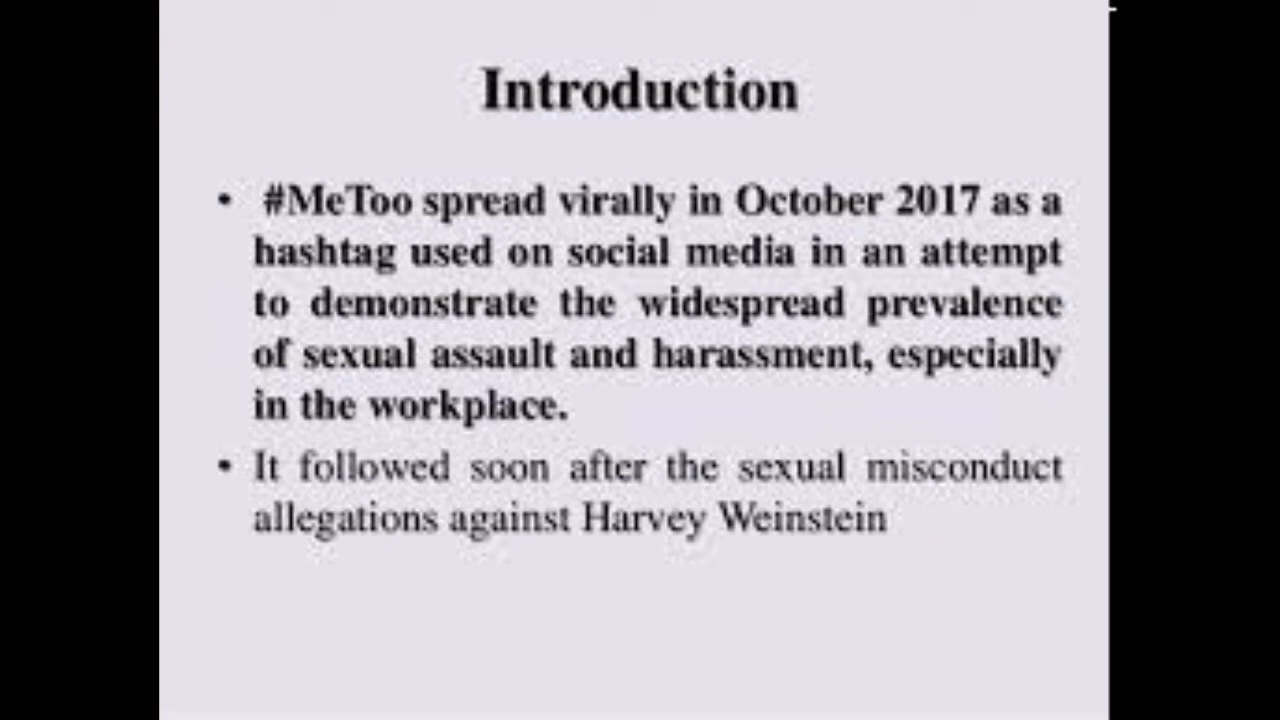 Introduction
• #MeToo spread virally in October 2017 as a
hashtag used on social media in an attempt
to demonstrate the widespread prevalence
of sexual assault and harassment, especially
in the workplace.
• It followed soon after the sexual misconduct
allegations against Harvey Weinstein